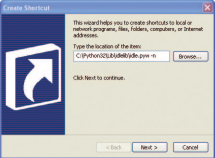 Create Shortcut
This wizard helps you to create shortcuts to local or
network programs, files, folders, computers, or Internet
addresses.
Type the location of the item:
C:\Python32\Lib\idlelib\idle.pyw -n
Browse...
Click Next to continue.
< Back
Next >
Cancel